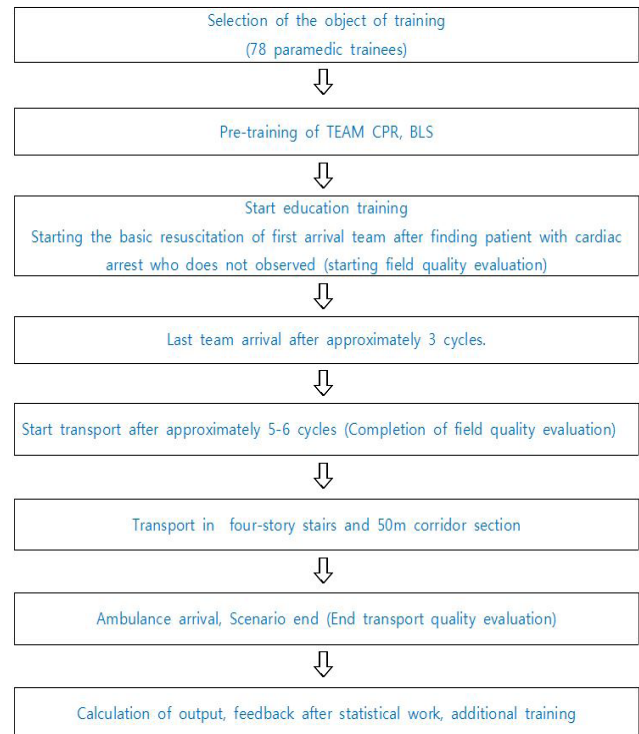 Selection of the object of training
(78 paramedic trainees)
Pre-training of TEAM CPR, BLS
Start education training
Starting the basic resuscitation of first arrival team after finding patient with cardiac
arrest who does not observed (starting field quality evaluation)
Last team arrival after approximately 3 cycles.
Start transport after approximately 5-6 cycles (Completion of field quality evaluation)
Transport in four-story stairs and 50m corridor section
Ambulance arrival, Scenario end (End transport quality evaluation)
Calculation of output, feedback after statistical work, additional training